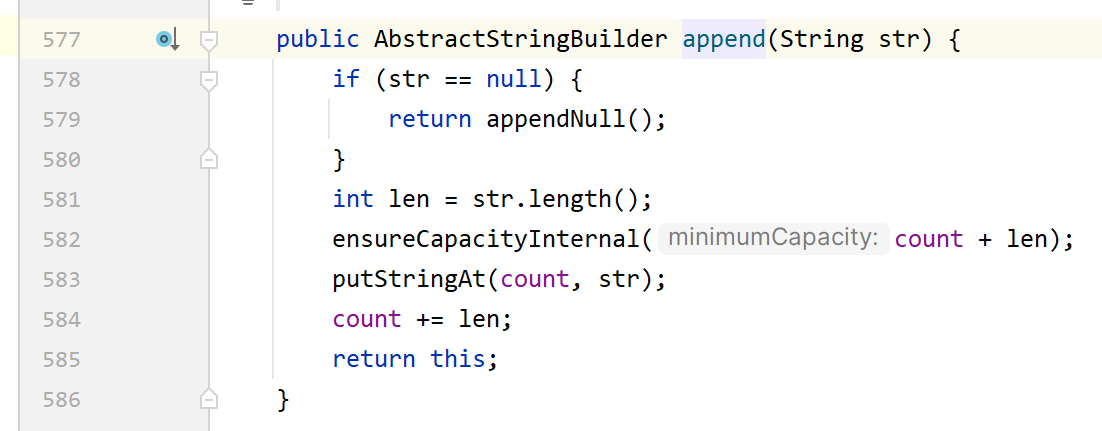 577 public AbstractStringBuilder append(String str) {
578 if (str == null) {
579 return appendNull();
580 }
581 int len = str.length();
582 ensureCapacityInternal( minimumCapacity: count + len);
583 putStringAt(count, str);
584 count += len;
585 return this;
586 }